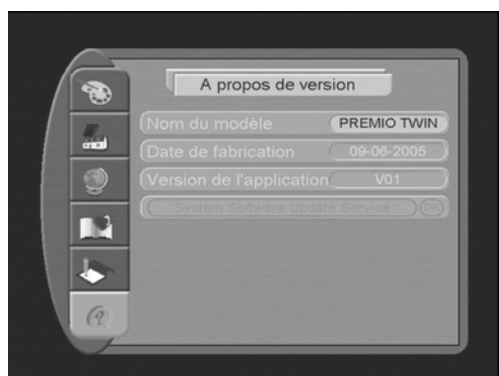 A propos de version
Nom du modèle PREMIO TWIN
Date de fabrication 09-06-2005
Version de l'application V01
System Software Update Service OK